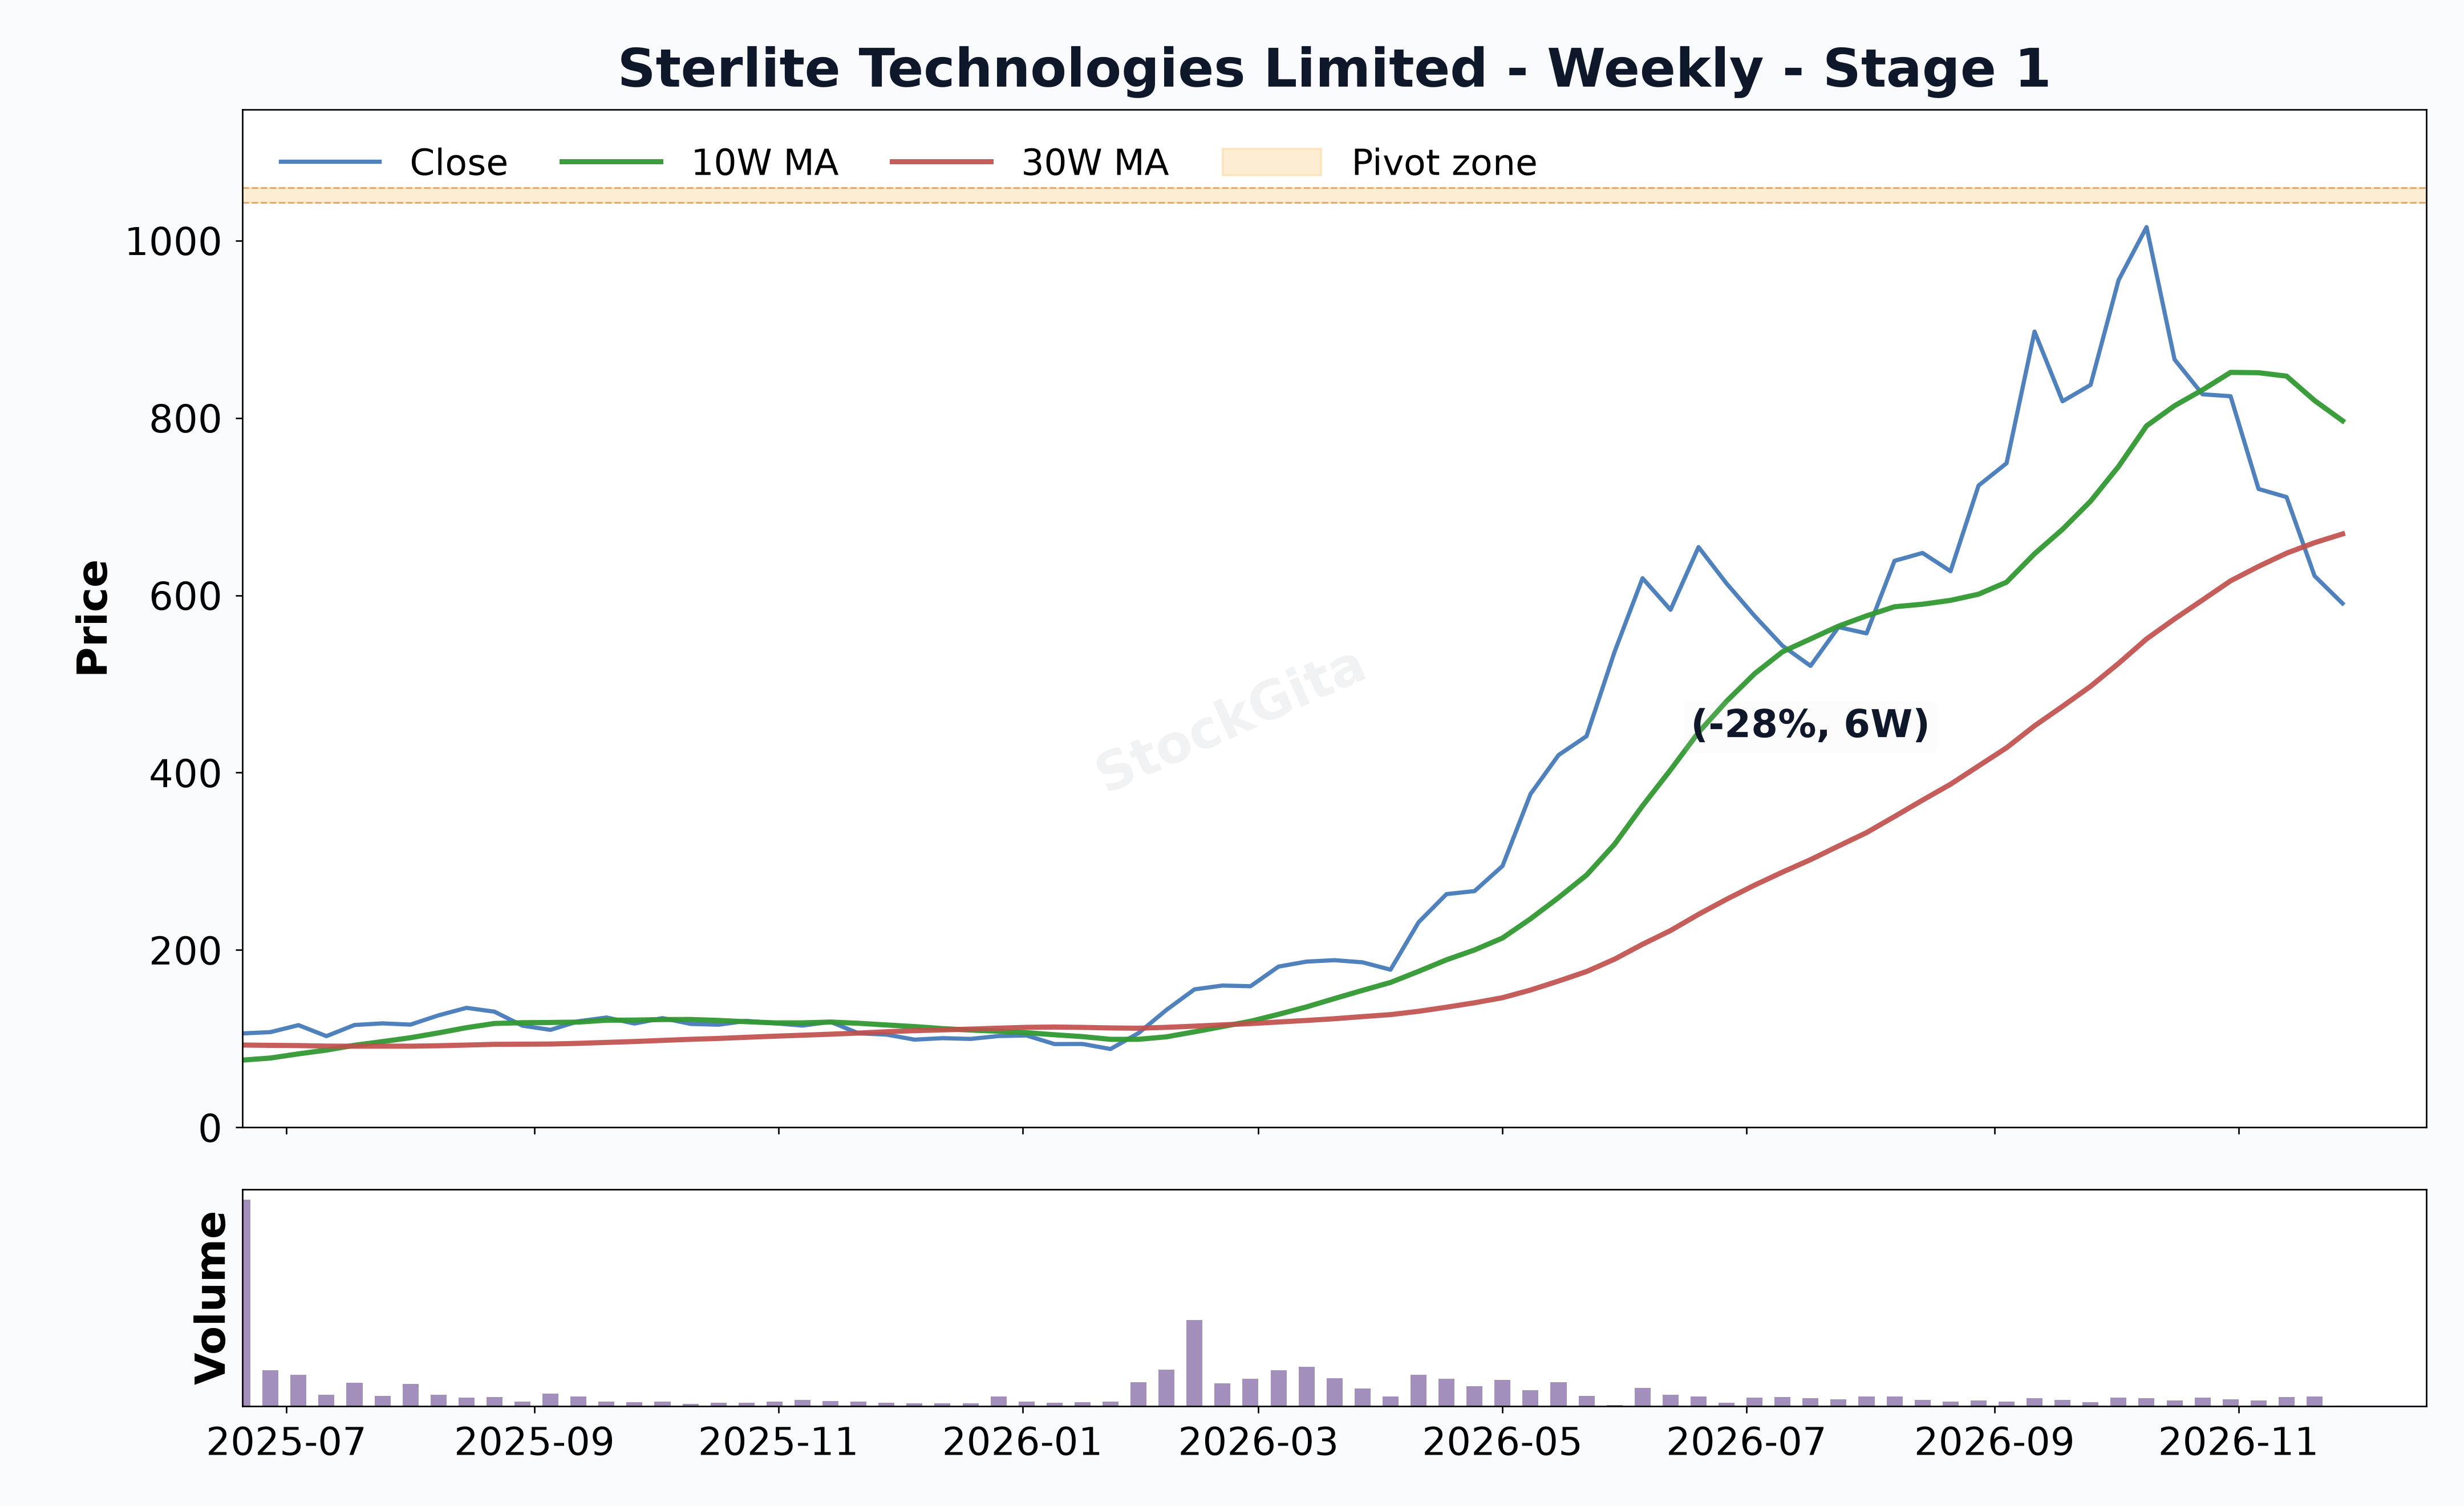 Sterlite Technologies Limited - Weekly - Stage 1
Close 10W MA 30W MA Pivot zone
1000
800
600
400
200
0
Price
StockGita
(-28%, 6W)
Volume
2025-07 2025-09 2025-11 2026-01 2026-03 2026-05 2026-07 2026-09 2026-11